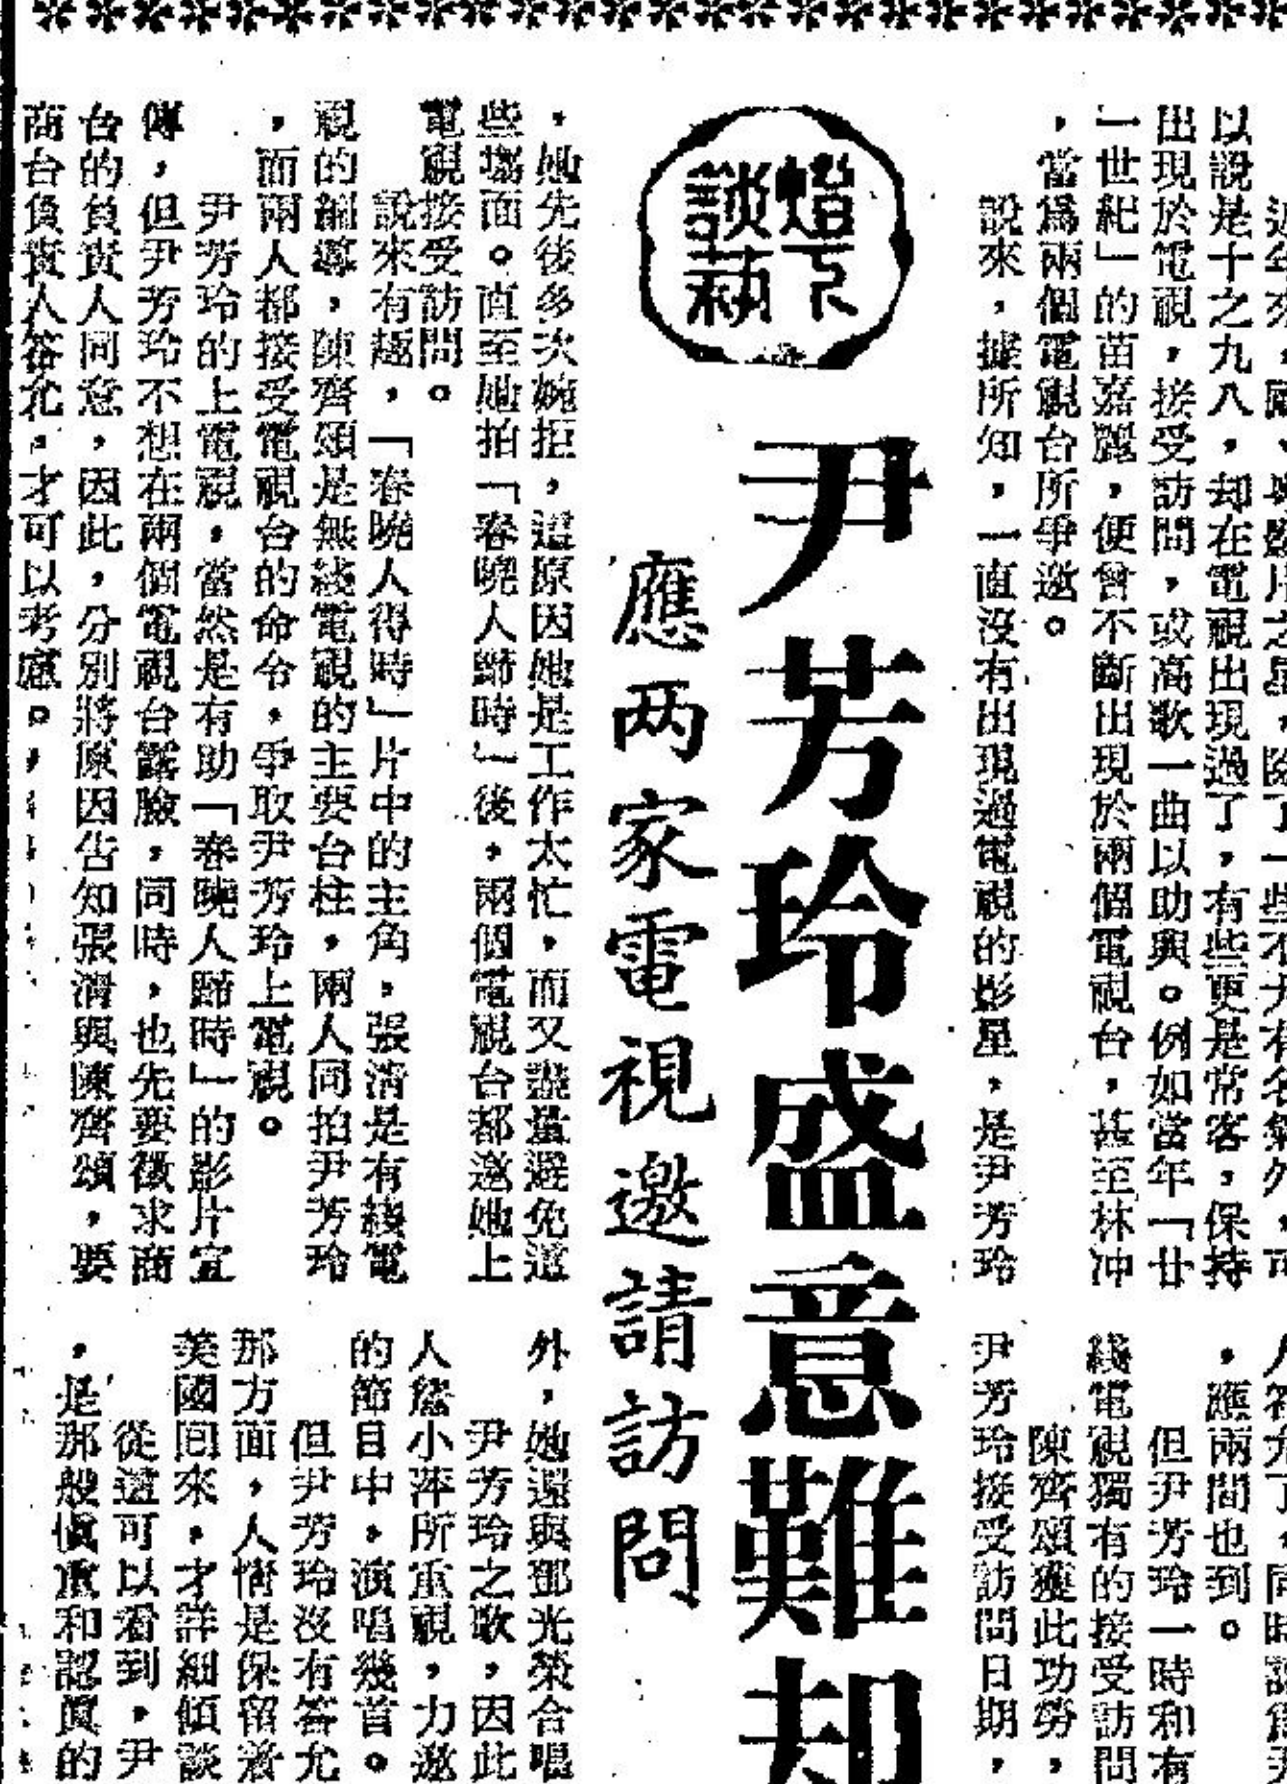 燈下談藝
尹芳玲盛意難却
應两家電視邀請訪問
以說是十之九八，却在電視出現過了，有些更是常客，保持
出現於電視，接受訪問，或高歌一曲以助興。例如當年「廿
一世紀」的苗嘉麗，便曾不斷出現於兩個電視台，甚至林冲
，當爲兩個電視台所爭邀。
說來，據所知，一直沒有出現過電視的影星，是尹芳玲
，她先後多次婉拒，這原因她是工作太忙，而又盡量避免這
些塲面。直至她拍「春曉人歸時」後，兩個電視台都邀她上
電視接受訪問。
說來有趣，「春曉人得時」片中的主角，張清是有綫電
視的編導，陳齊頌是無綫電視的主要台柱，兩人同拍尹芳玲
，而兩人都接受電視台的命令，爭取尹芳玲上電視。
尹芳玲的上電視，當然是有助「春曉人歸時」的影片宣
傳，但尹芳玲不想在兩個電視台露臉，同時，也先要徵求商
台的負責人同意，因此，分別將原因告知張清與陳齊頌，要
商台負責人答允，才可以考慮。
，應兩間也到。
但尹芳玲一時和有
綫電視獨有的接受訪問
陳齊頌獲此功勞，
尹芳玲接受訪問日期，
外，她還與鄧光榮合唱
尹芳玲之歌，因此
人詹小萍所重視，力邀
的節目中，演唱幾首。
但尹芳玲沒有答允
那方面，人情是保留着
美國回來，才詳細傾談
從這可以看到，尹
，是那般慎重和認眞的